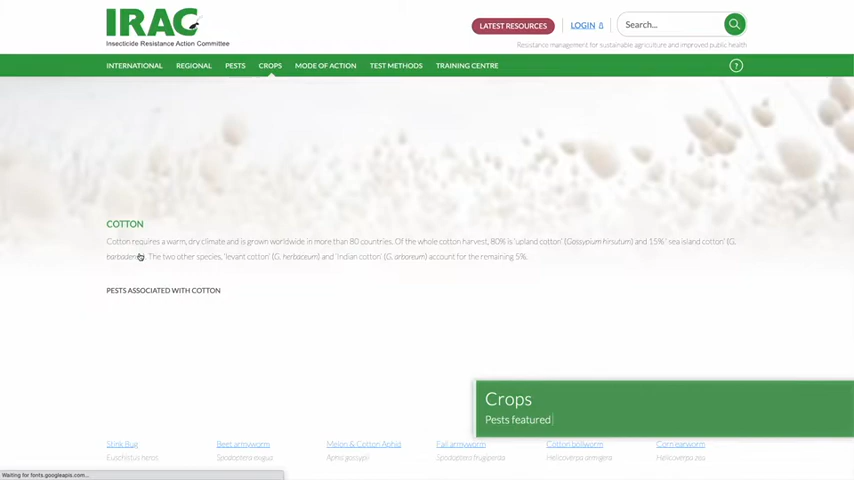 IRAC
Insecticide Resistance Action Committee
LATEST RESOURCES
LOGIN
Search...
Resistance management for sustainable agriculture and improved public health
INTERNATIONAL REGIONAL PESTS CROPS MODE OF ACTION TEST METHODS TRAINING CENTRE ?
COTTON
Cotton requires a warm, dry climate and is grown worldwide in more than 80 countries. Of the whole cotton harvest, 80% is 'upland cotton' (Gossypium hirsutum) and 15% ' sea island cotton' (G.
The two other species, 'levant cotton' (G. herbaceum) and 'Indian cotton' (G. arboreum) account for the remaining 5%.
PESTS ASSOCIATED WITH COTTON
Crops
Pests featured
Stink Bug Beet armyworm Melon & Cotton Aphid Fall armyworm Cotton bollworm Corn earworm
Euschistus heros Spodoptera exigua Aphis gossypii Spodoptera frugiperda Helicoverpa armigera Helicoverpa zea
Waiting for fonts.googleapis.com...